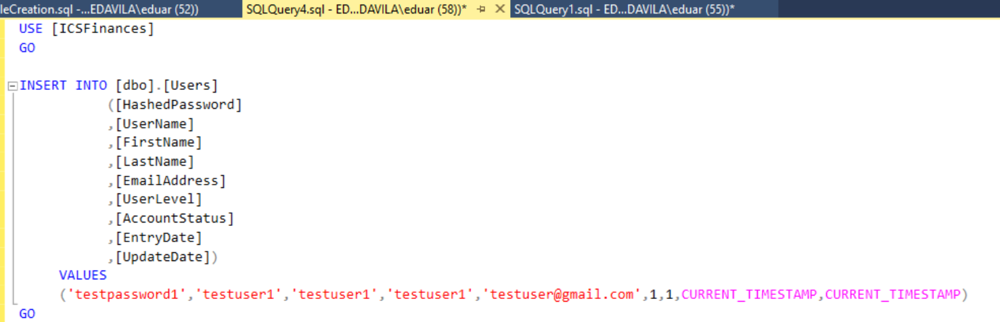 leCreation.sql -...EDAVILA\eduar (52)) SQLQuery4.sql - ED...DAVILA\eduar (58))* SQLQuery1.sql - ED...DAVILA\eduar (55))*
USE [ICSFinances]
GO
INSERT INTO [dbo].[Users]
([HashedPassword]
,[UserName]
,[FirstName]
,[LastName]
,[EmailAddress]
,[UserLevel]
,[AccountStatus]
,[EntryDate]
,[UpdateDate])
VALUES
('testpassword1','testuser1','testuser1','testuser1','testuser@gmail.com',1,1,CURRENT_TIMESTAMP,CURRENT_TIMESTAMP)
GO